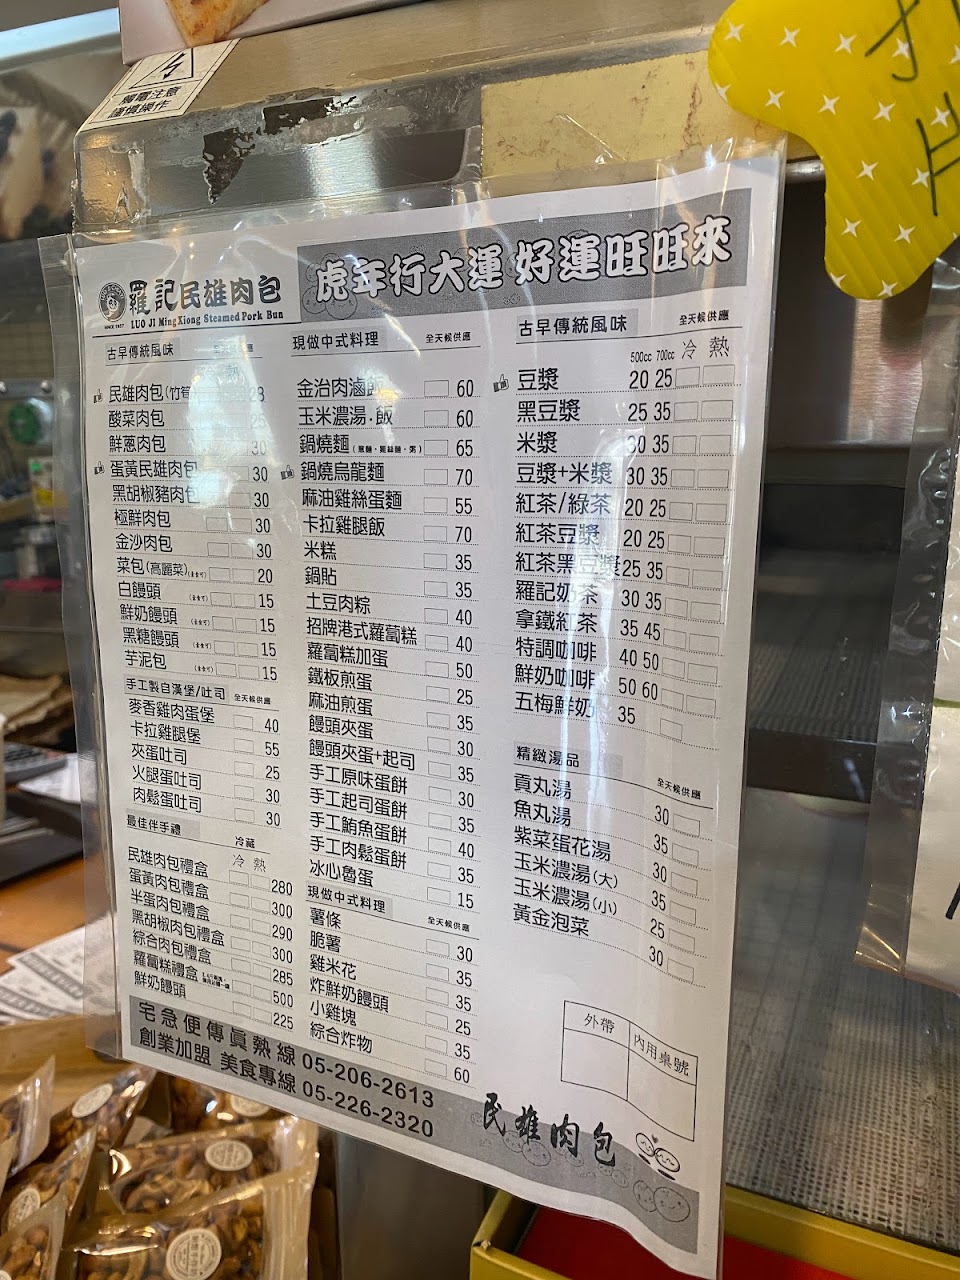 觸電注意
謹慎操作
羅記民雄肉包
LUO JI MingXiong Steamed Pork Bun
SINCE 1957
虎年行大運 好運旺旺來
古早傳統風味
民雄肉包(竹筍 23
酸菜肉包 25
鮮蔥肉包 30
蛋黃民雄肉包 30
黑胡椒豬肉包 30
極鮮肉包 30
金沙肉包 30
菜包(高麗菜) 20
白饅頭 15
鮮奶饅頭 15
黑糖饅頭 15
芋泥包 15
手工製自漢堡/吐司 全天候供應
麥香雞肉蛋堡 40
卡拉雞腿堡 55
夾蛋吐司 25
火腿蛋吐司 30
肉鬆蛋吐司 30
最佳伴手禮 冷藏
冷 熱
民雄肉包禮盒 280
蛋黃肉包禮盒 300
半蛋肉包禮盒 290
黑胡椒肉包禮盒 300
綜合肉包禮盒 285
蘿蔔糕禮盒 500
鮮奶饅頭 225
現做中式料理 全天候供應
金治肉滷飯 60
玉米濃湯·飯 60
鍋燒麵 65
鍋燒烏龍麵 70
麻油雞絲蛋麵 55
卡拉雞腿飯 70
米糕 35
鍋貼 35
土豆肉粽 40
招牌港式蘿蔔糕 40
蘿蔔糕加蛋 50
鐵板煎蛋 25
麻油煎蛋 35
饅頭夾蛋 30
饅頭夾蛋+起司 35
手工原味蛋餅 30
手工起司蛋餅 35
手工鮪魚蛋餅 40
手工肉鬆蛋餅 35
冰心魯蛋 15
現做中式料理 全天候供應
薯條 30
脆薯 35
雞米花 35
炸鮮奶饅頭 25
小雞塊 35
綜合炸物 60
古早傳統風味 全天候供應
500cc 700cc 冷 熱
豆漿 20 25
黑豆漿 25 35
米漿 30 35
豆漿+米漿 30 35
紅茶/綠茶 20 25
紅茶豆漿 20 25
紅茶黑豆漿 25 35
羅記奶茶 30 35
拿鐵紅茶 35 45
特調咖啡 40 50
鮮奶咖啡 50 60
五梅鮮奶 35
精緻湯品 全天候供應
貢丸湯 30
魚丸湯 35
紫菜蛋花湯 30
玉米濃湯(大) 35
玉米濃湯(小) 25
黃金泡菜 30
外帶 內用桌號
宅急便傳真熱線 05-206-2613
創業加盟 美食專線 05-226-2320
民雄肉包